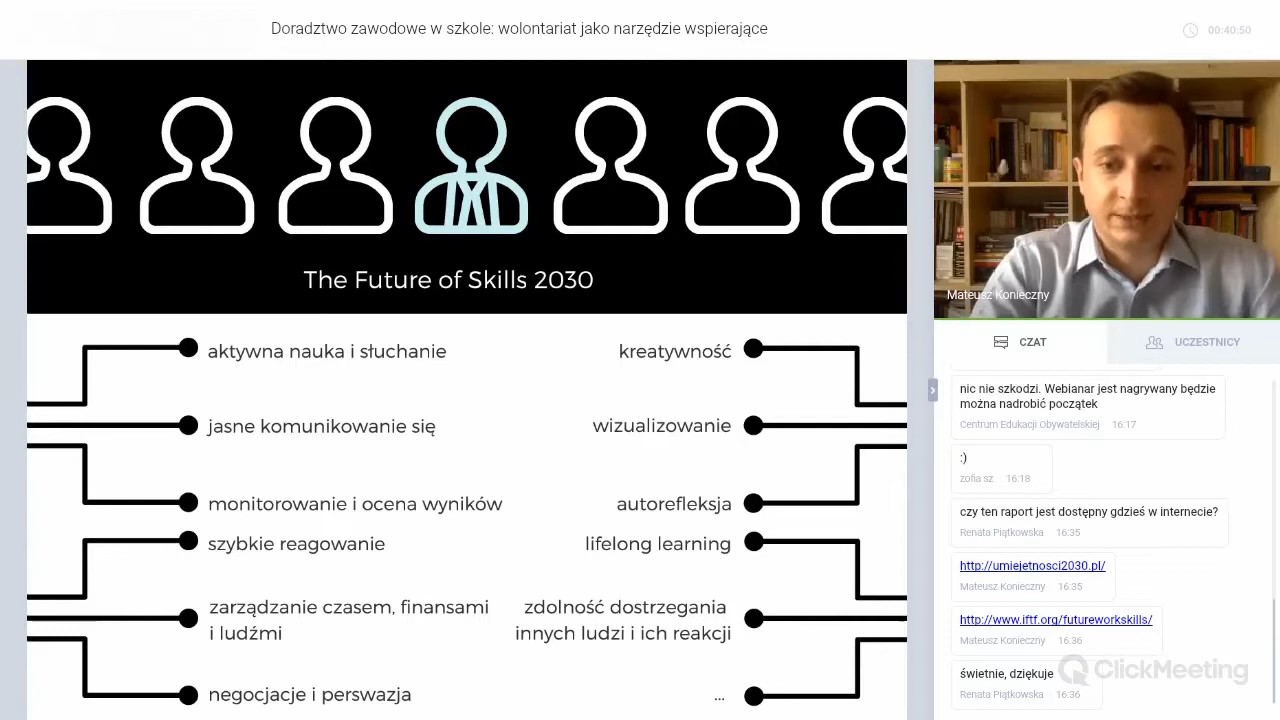 Doradztwo zawodowe w szkole: wolontariat jako narzędzie wspierające
00:40:50
The Future of Skills 2030
aktywna nauka i słuchanie
kreatywność
jasne komunikowanie się
wizualizowanie
monitorowanie i ocena wyników
autorefleksja
szybkie reagowanie
lifelong learning
zarządzanie czasem, finansami
i ludźmi
zdolność dostrzegania
innych ludzi i ich reakcji
negocjacje i perswazja
...
Mateusz Konieczny
CZAT
UCZESTNICY
nic nie szkodzi. Webianar jest nagrywany będzie
można nadrobić początek
Centrum Edukacji Obywatelskiej 16:17
:)
zofia sz 16:18
czy ten raport jest dostępny gdzieś w internecie?
Renata Piątkowska 16:35
http://umiejetnosci2030.pl/
Mateusz Konieczny 16:35
http://www.iftf.org/futureworkskills/
Mateusz Konieczny 16:36
świetnie, dziękuje
Renata Piątkowska 16:36
ClickMeeting